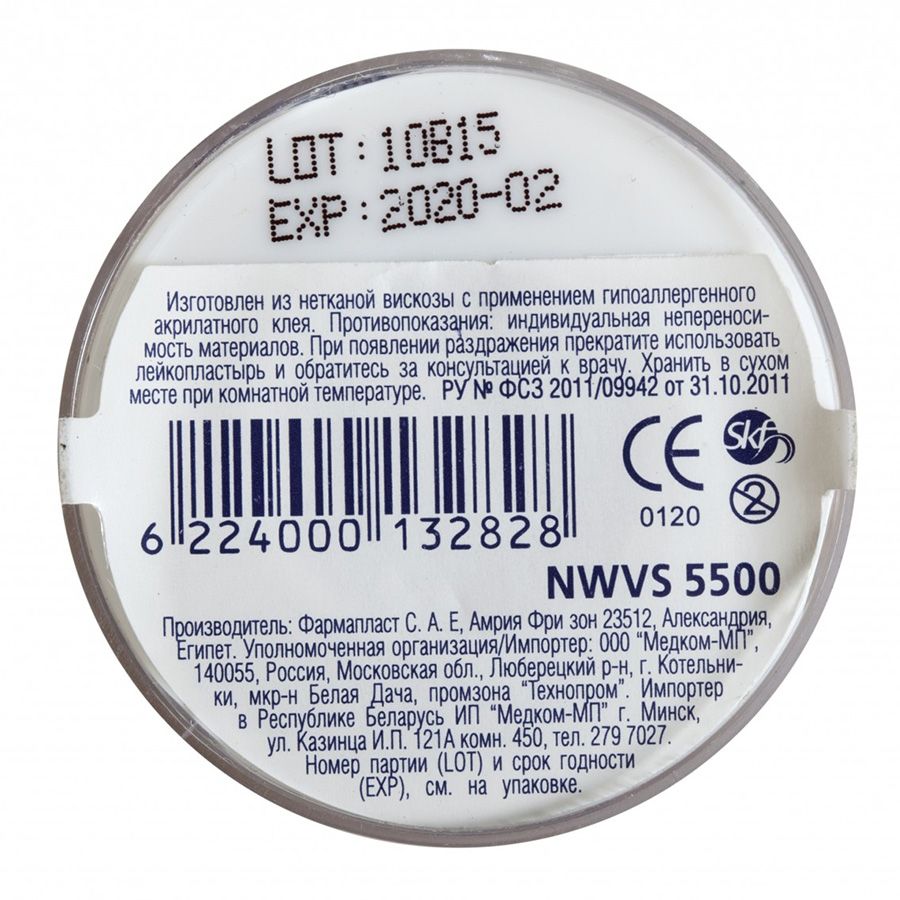 LOT : 10B15
EXP : 2020-02
Изготовлен из нетканой вискозы с применением гипоаллергенного
акрилатного клея. Противопоказания: индивидуальная непереноси-
мость материалов. При появлении раздражения прекратите использовать
лейкопластырь и обратитесь за консультацией к врачу. Хранить в сухом
месте при комнатной температуре. РУ № ФСЗ 2011/09942 от 31.10.2011
CE
skf
0120
2
6 224000 132828
NWVS 5500
Производитель: Фармапласт С. А. Е, Амрия Фри зон 23512, Александрия,
Египет. Уполномоченная организация/Импортер: ООО "Медком-МП",
140055, Россия, Московская обл., Люберецкий р-н, г. Котельни-
ки, мкр-н Белая Дача, промзона "Технопром". Импортер
в Республике Беларусь ИП "Медком-МП" г. Минск,
ул. Казинца И.П. 121А комн. 450, тел. 279 7027.
Номер партии (LOT) и срок годности
(EXP), см. на упаковке.